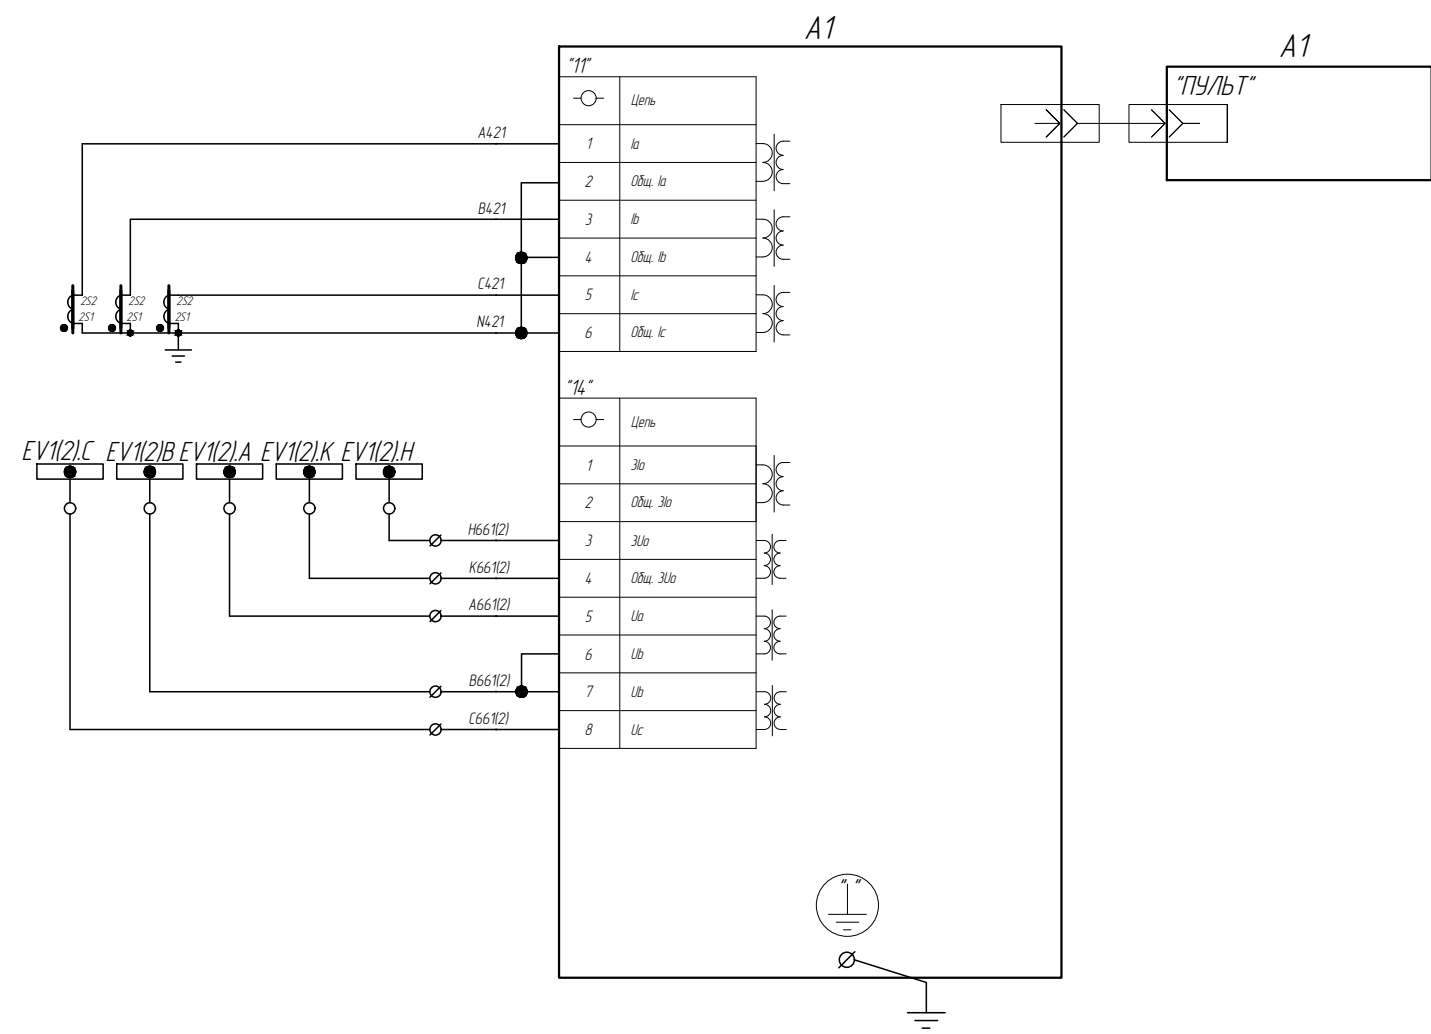 A1
A1
"11"
"ПУЛЬТ"
Цепь
A421
1 Ia
2 Общ. Ia
B421
3 Ib
4 Общ. Ib
C421
5 Ic
N421
6 Общ. Ic
2S2 2S2 2S2
2S1 2S1 2S1
"14"
Цепь
EV1(2).C EV1(2)B EV1(2).A EV1(2).K EV1(2).H
1 3Io
2 Общ. 3Io
H661(2)
3 3Uo
K661(2)
4 Общ. 3Uo
A661(2)
5 Ua
6 Ub
B661(2)
7 Ub
C661(2)
8 Uc
" "